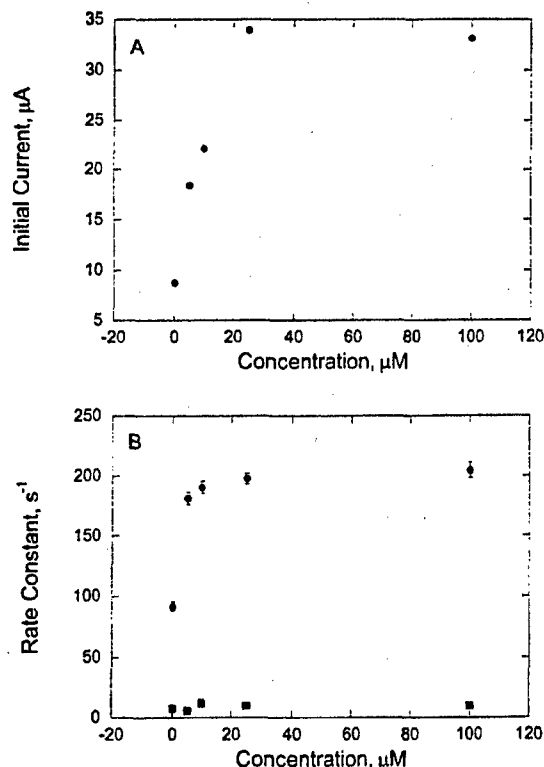 A
Initial Current, μA
35
30
25
20
15
10
5
-20 0 20 40 60 80 100 120
Concentration, μM
B
Rate Constant, s⁻¹
250
200
150
100
50
0
-20 0 20 40 60 80 100 120
Concentration, μM